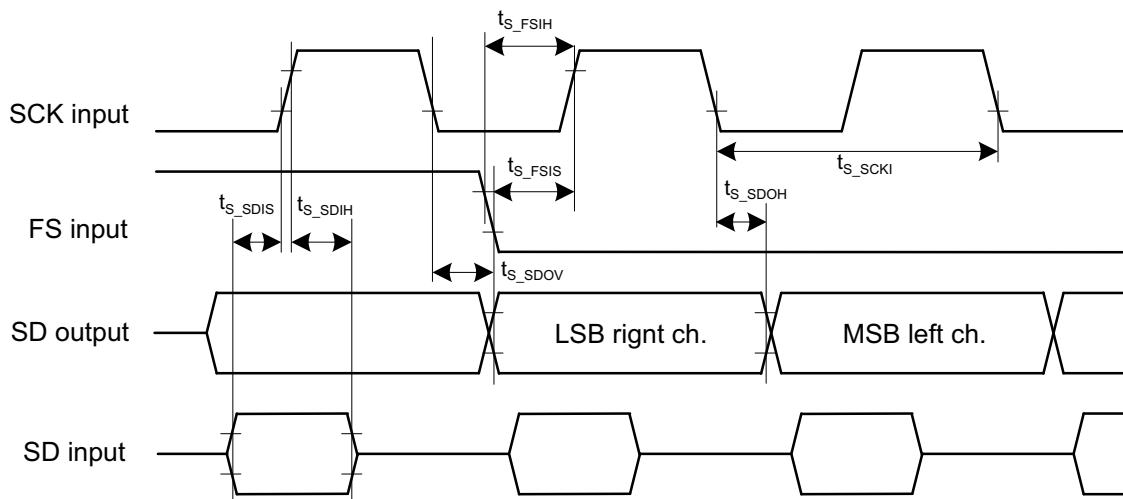 t_S_FSIH
SCK input
t_S_FSIS
t_S_SCKI
t_S_SDIS
t_S_SDIH
t_S_SDOH
FS input
t_S_SDOV
SD output
LSB rignt ch.
MSB left ch.
SD input